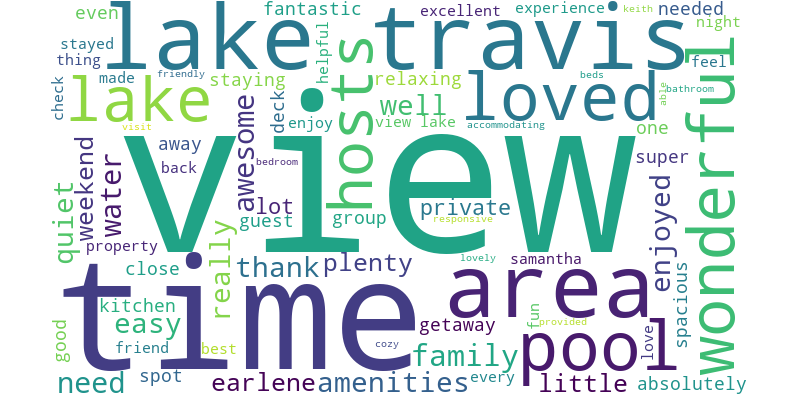 even
fantastic
excellent
experience
keith
needed
lake travis
night
stayed
thing
made
friendly
staying
helpful
relaxing
beds
feel
check
lake
deck
hosts
well
loved
able
bathroom
wonderful
visit
enjoy
view lake
accommodating
one
away
awesome
view
super
back
bedroom
weekend
water
quiet
lot
guest
group
private
responsive
enjoyed
property
really
close
thank
plenty
lovely
samantha
spacious
time
area
kitchen
easy
getaway
fun
provided
good
friend
best
cozy
family
pool
love
need
spot
earlene
amenities
every
little
absolutely